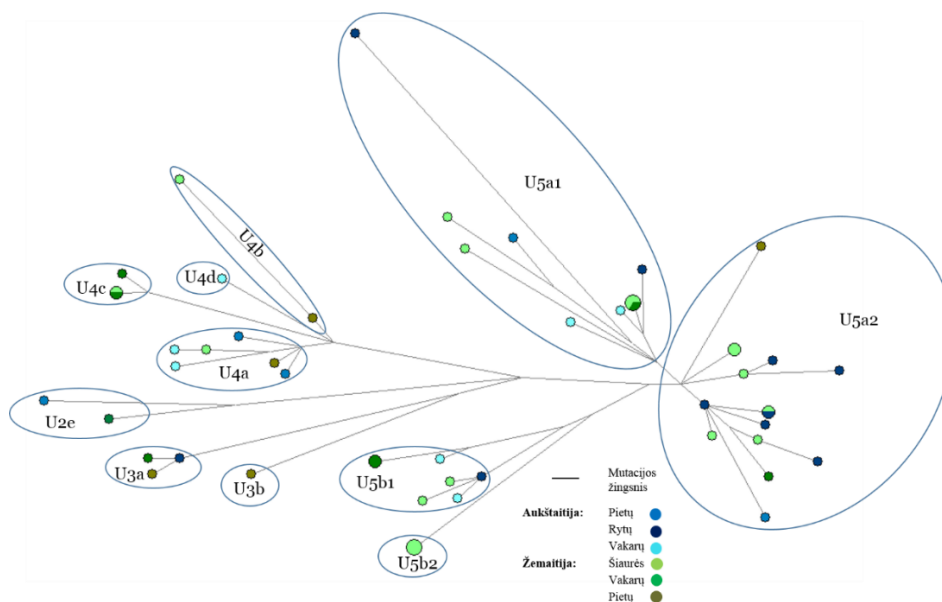 U5a1
U4b
U4d
U4c
U5a2
U4a
U2e
U3a
U3b
U5b1
U5b2
Mutacijos
žingsnis
Aukštaitija: Pietų
Rytų
Vakarų
Žemaitija: Šiaurės
Vakarų
Pietų